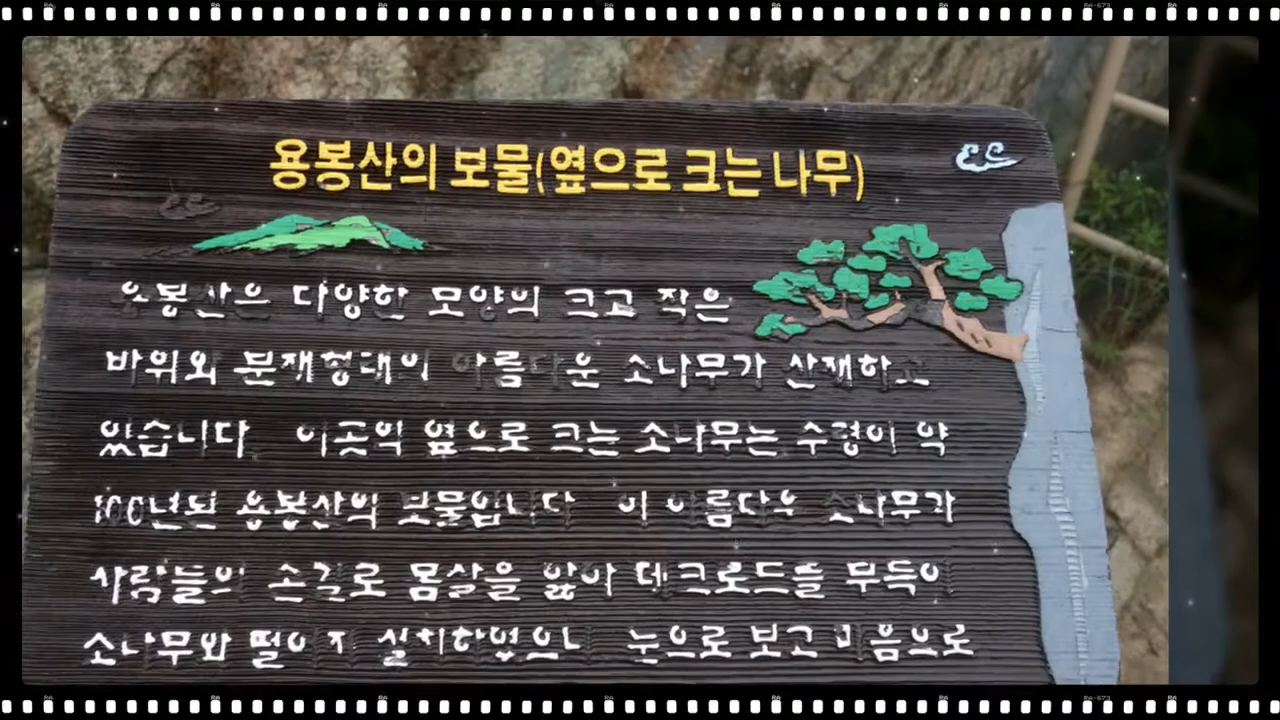 용봉산의 보물(옆으로 크는 나무)
용봉산은 다양한 모양의 크고 작은
바위와 분재형태의 아름다운 소나무가 산재하고
있습니다 이곳의 옆으로 크는 소나무는 수령이 약
100년된 용봉산의 보물입니다 이 아름다운 소나무가
사람들의 손길로 몸살을 앓아 데크로드를 부득이
소나무와 떨어져 설치하였으니 눈으로 보고 마음으로